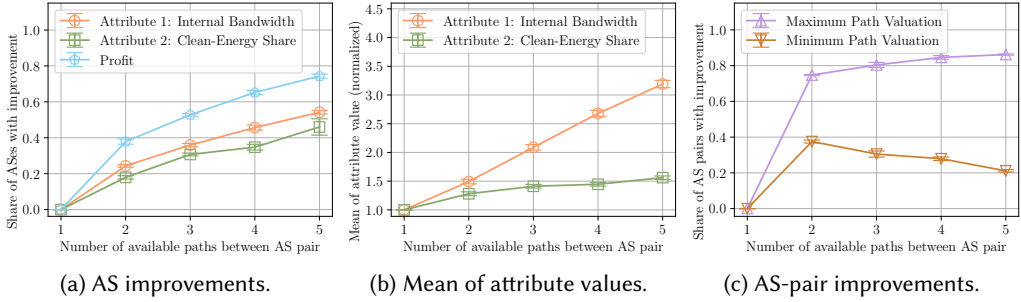 Share of ASes with improvement
1.0
0.8
0.6
0.4
0.2
0.0
Attribute 1: Internal Bandwidth
Attribute 2: Clean-Energy Share
Profit
1 2 3 4 5
Number of available paths between AS pair
(a) AS improvements.
Mean of attribute value (normalized)
4.5
4.0
3.5
3.0
2.5
2.0
1.5
1.0
Attribute 1: Internal Bandwidth
Attribute 2: Clean-Energy Share
1 2 3 4 5
Number of available paths between AS pair
(b) Mean of attribute values.
Share of AS pairs with improvement
1.0
0.8
0.6
0.4
0.2
0.0
Maximum Path Valuation
Minimum Path Valuation
1 2 3 4 5
Number of available paths between AS pair
(c) AS-pair improvements.